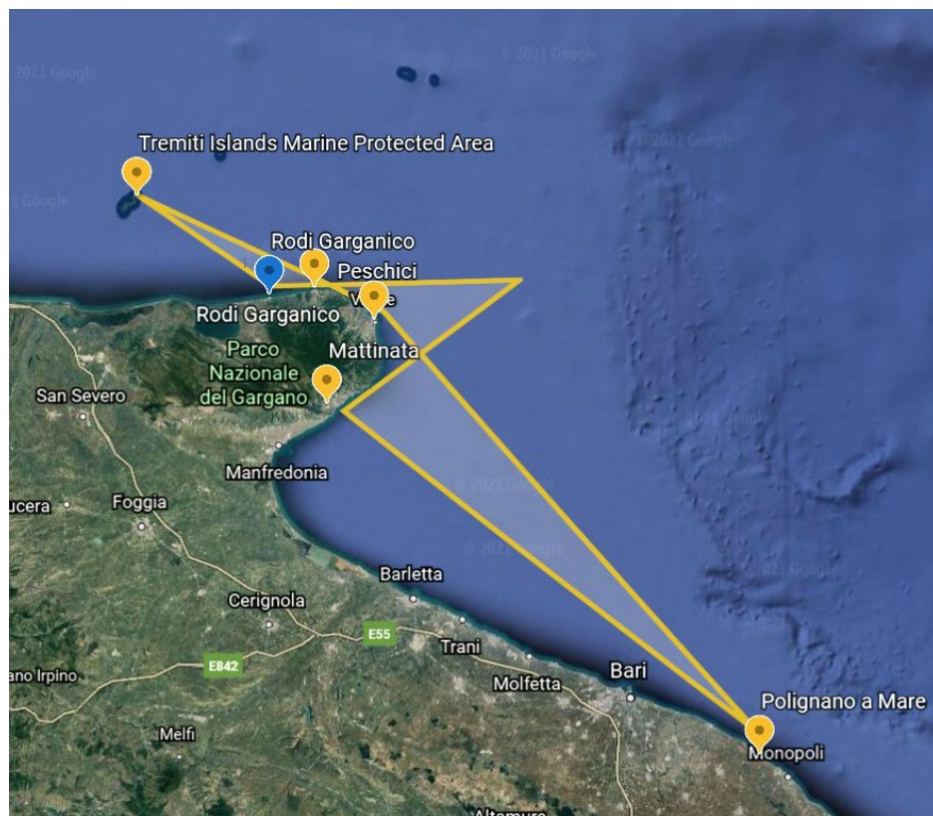 © 2021 Google
2021 Google
Tremiti Islands Marine Protected Area
© 2021 Google
1 Google
Rodi Garganico
Peschici
Rodi Garganico
Mattinata
Parco
Nazionale
del Gargano
San Severo
Manfredonia
© 2021 Google
ucera
Foggia
© 2021 Google
Barletta
Cerignola
E55
Trani
E842
ano Irpino
Molfetta
Bari
Polignano a Mare
Melfi
Monopoli
Altamura